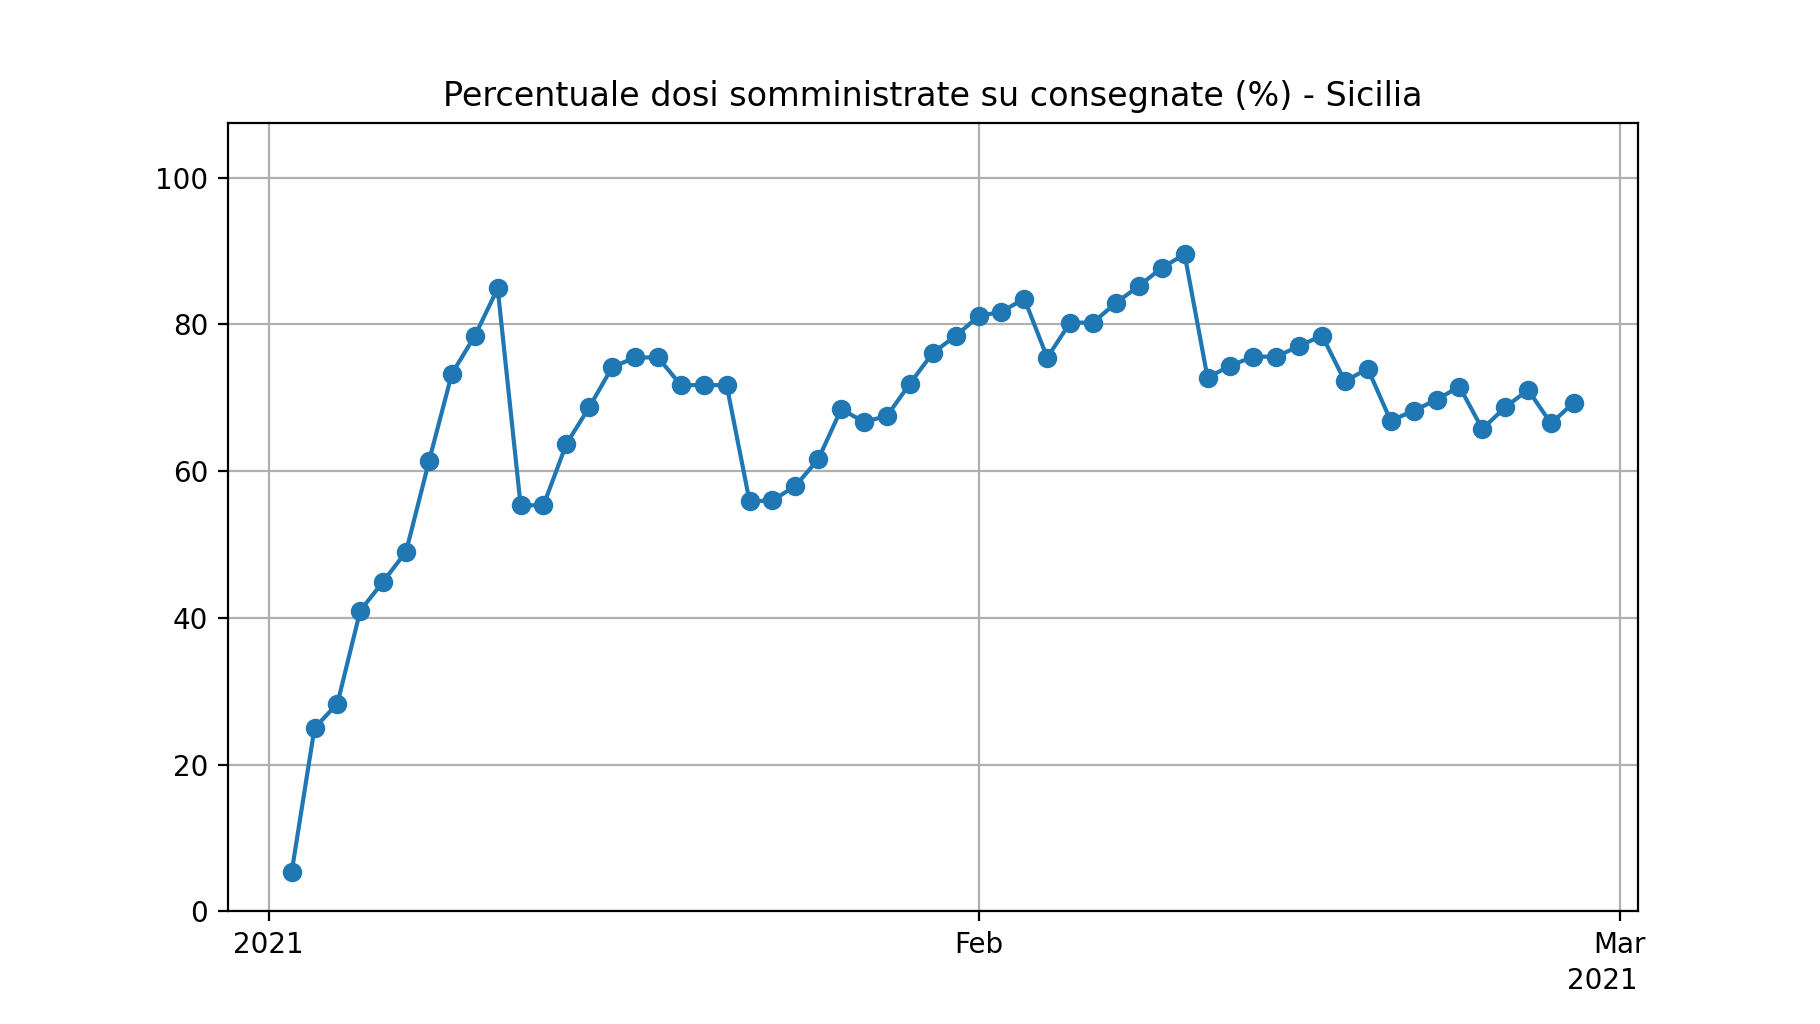 Percentuale dosi somministrate su consegnate (%) - Sicilia
100
80
60
40
20
0
2021
Feb
Mar
2021